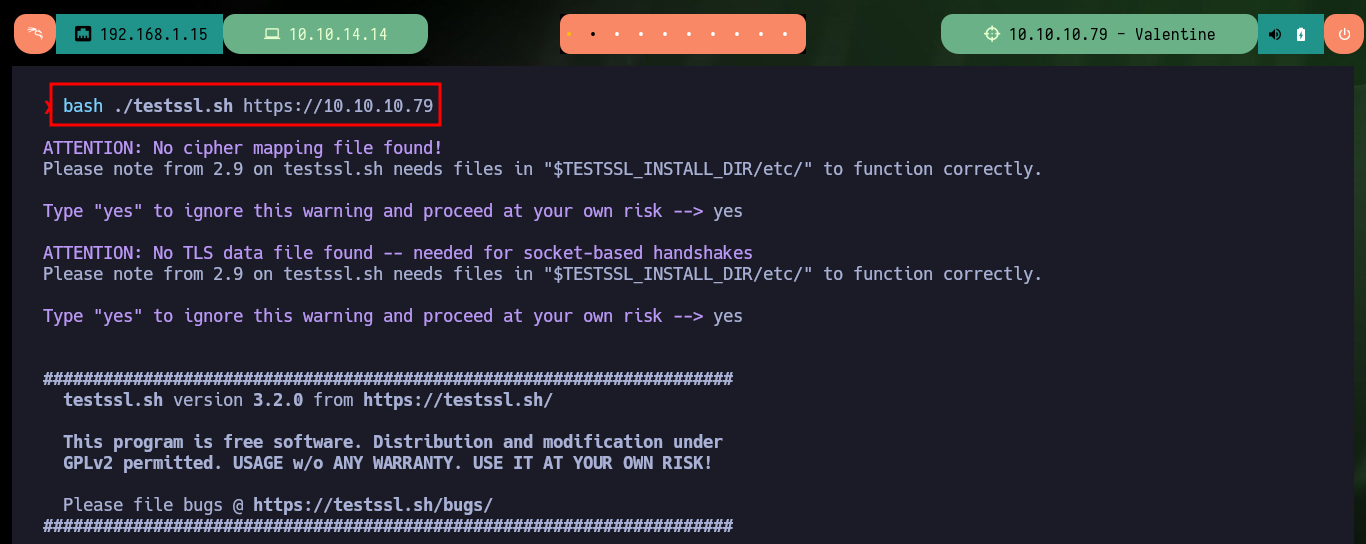 192.168.1.15 10.10.14.14 10.10.10.79 - Valentine
❯ bash ./testssl.sh https://10.10.10.79
ATTENTION: No cipher mapping file found!
Please note from 2.9 on testssl.sh needs files in "$TESTSSL_INSTALL_DIR/etc/" to function correctly.
Type "yes" to ignore this warning and proceed at your own risk --> yes
ATTENTION: No TLS data file found -- needed for socket-based handshakes
Please note from 2.9 on testssl.sh needs files in "$TESTSSL_INSTALL_DIR/etc/" to function correctly.
Type "yes" to ignore this warning and proceed at your own risk --> yes
#####################################################################
testssl.sh version 3.2.0 from https://testssl.sh/
This program is free software. Distribution and modification under
GPLv2 permitted. USAGE w/o ANY WARRANTY. USE IT AT YOUR OWN RISK!
Please file bugs @ https://testssl.sh/bugs/
#####################################################################